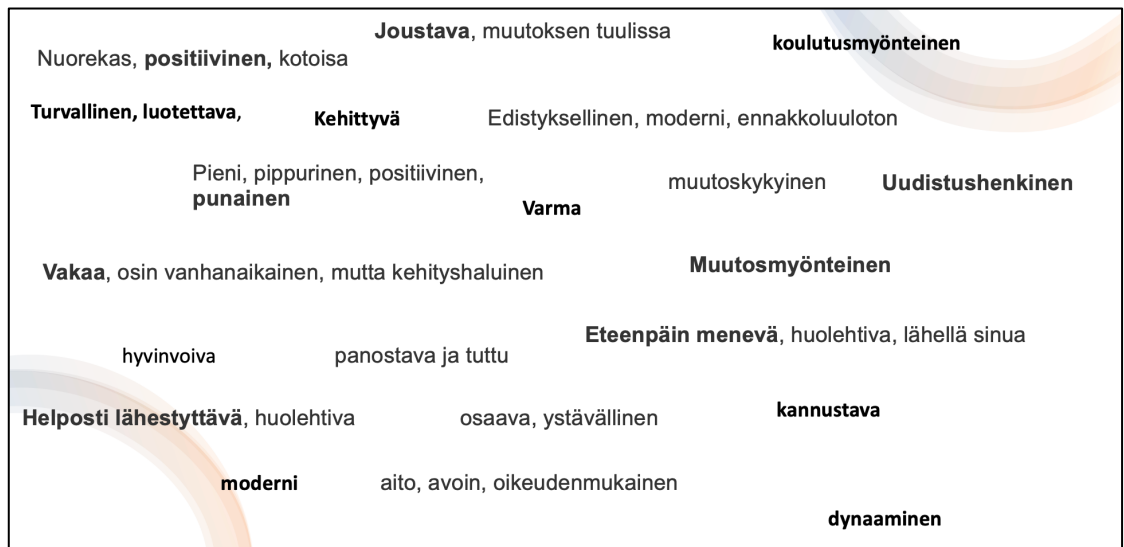 Joustava, muutoksen tuulissa
koulutusmyönteinen
Nuorekas, positiivinen, kotoisa
Turvallinen, luotettava,
Kehittyvä
Edistyksellinen, moderni, ennakkoluuloton
Pieni, pippurinen, positiivinen,
punainen
muutoskykyinen
Uudistushenkinen
Varma
Vakaa, osin vanhanaikainen, mutta kehityshaluinen
Muutosmyönteinen
Eteenpäin menevä, huolehtiva, lähellä sinua
hyvinvoiva
panostava ja tuttu
Helposti lähestyttävä, huolehtiva
osaava, ystävällinen
kannustava
moderni
aito, avoin, oikeudenmukainen
dynaaminen